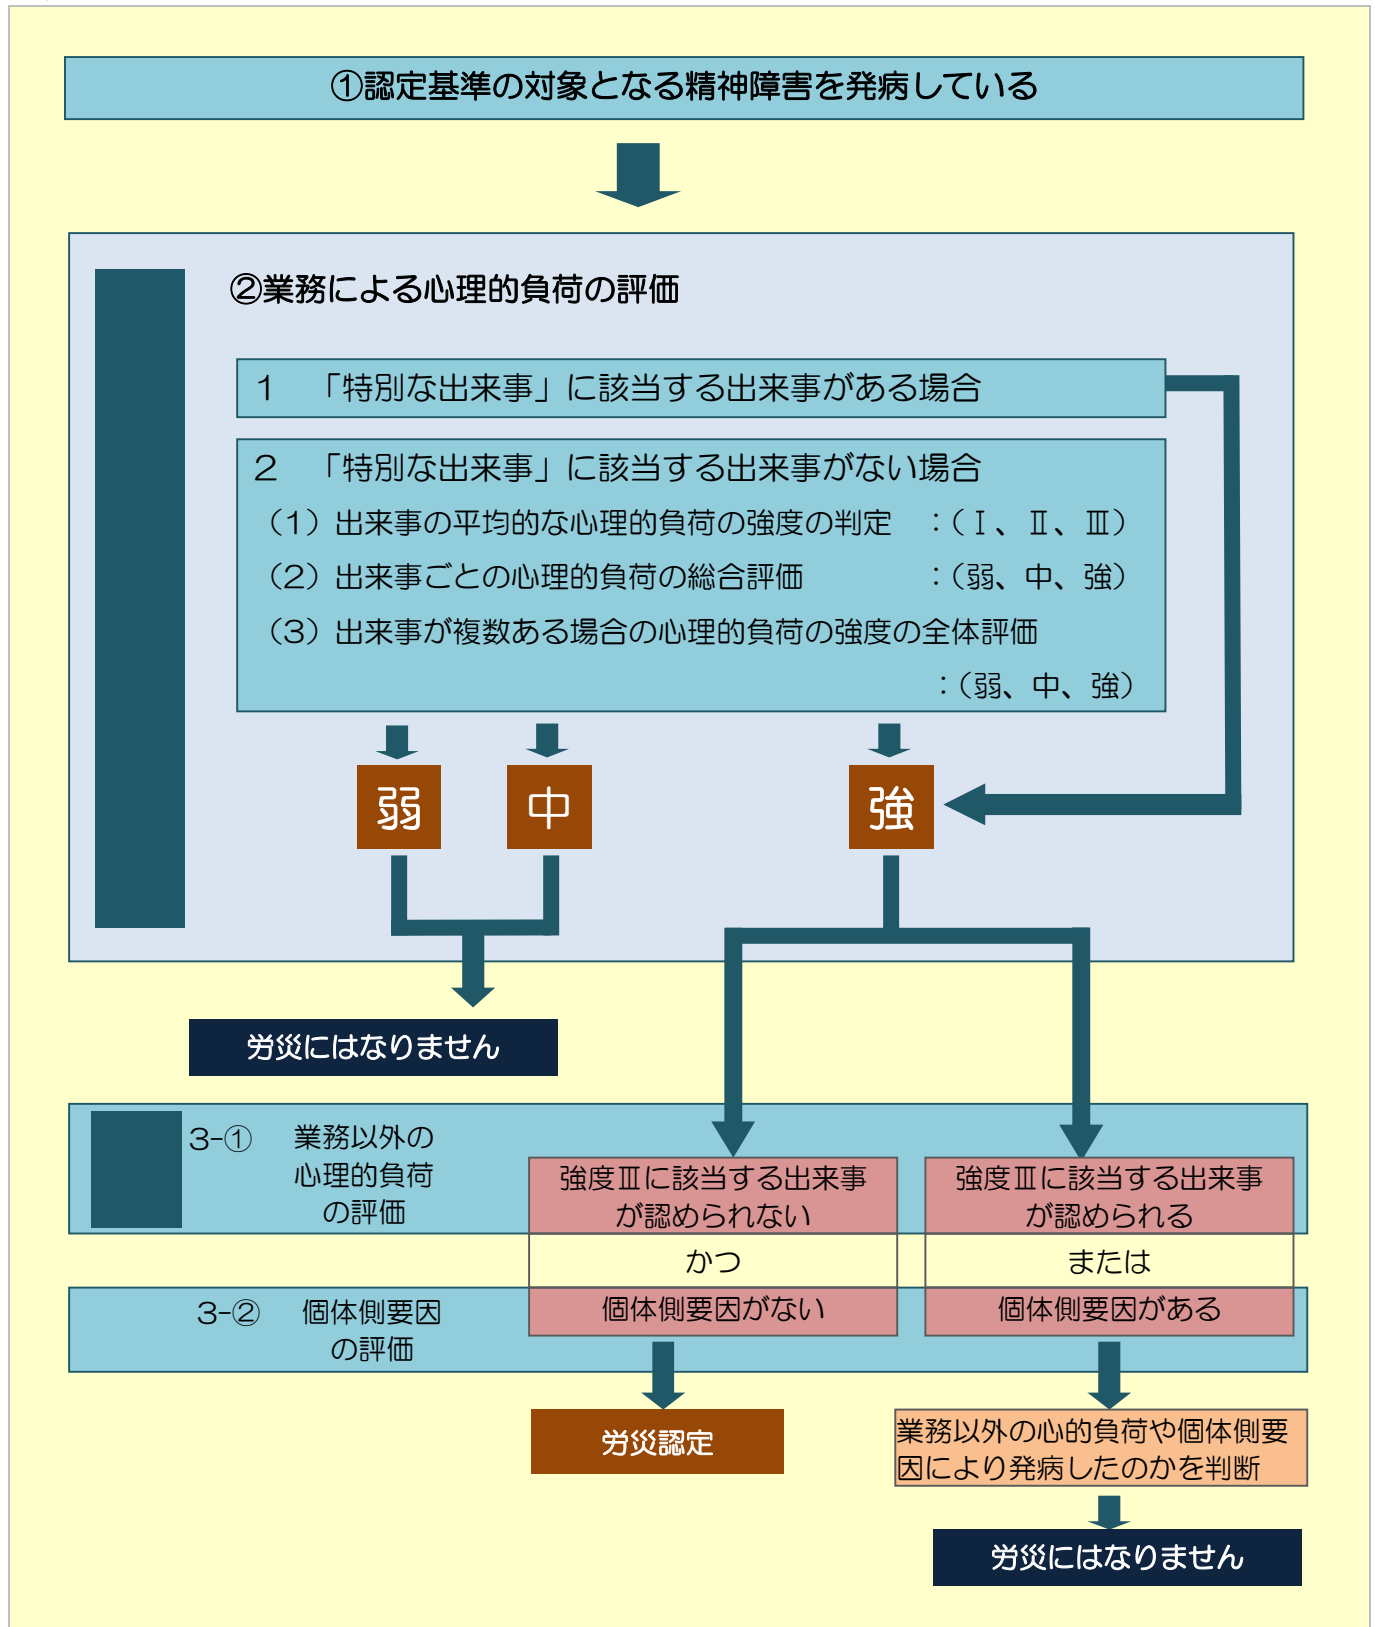 ①認定基準の対象となる精神障害を発病している
②業務による心理的負荷の評価
1 「特別な出来事」に該当する出来事がある場合
2 「特別な出来事」に該当する出来事がない場合
(1)出来事の平均的な心理的負荷の強度の判定 :(Ⅰ、Ⅱ、Ⅲ)
(2)出来事ごとの心理的負荷の総合評価 :(弱、中、強)
(3)出来事が複数ある場合の心理的負荷の強度の全体評価
:(弱、中、強)
弱
中
強
労災にはなりません
3-① 業務以外の
心理的負荷
の評価
強度Ⅲに該当する出来事
が認められない
かつ
個体側要因がない
強度Ⅲに該当する出来事
が認められる
または
個体側要因がある
3-② 個体側要因
の評価
労災認定
業務以外の心的負荷や個体側要
因により発病したのかを判断
労災にはなりません